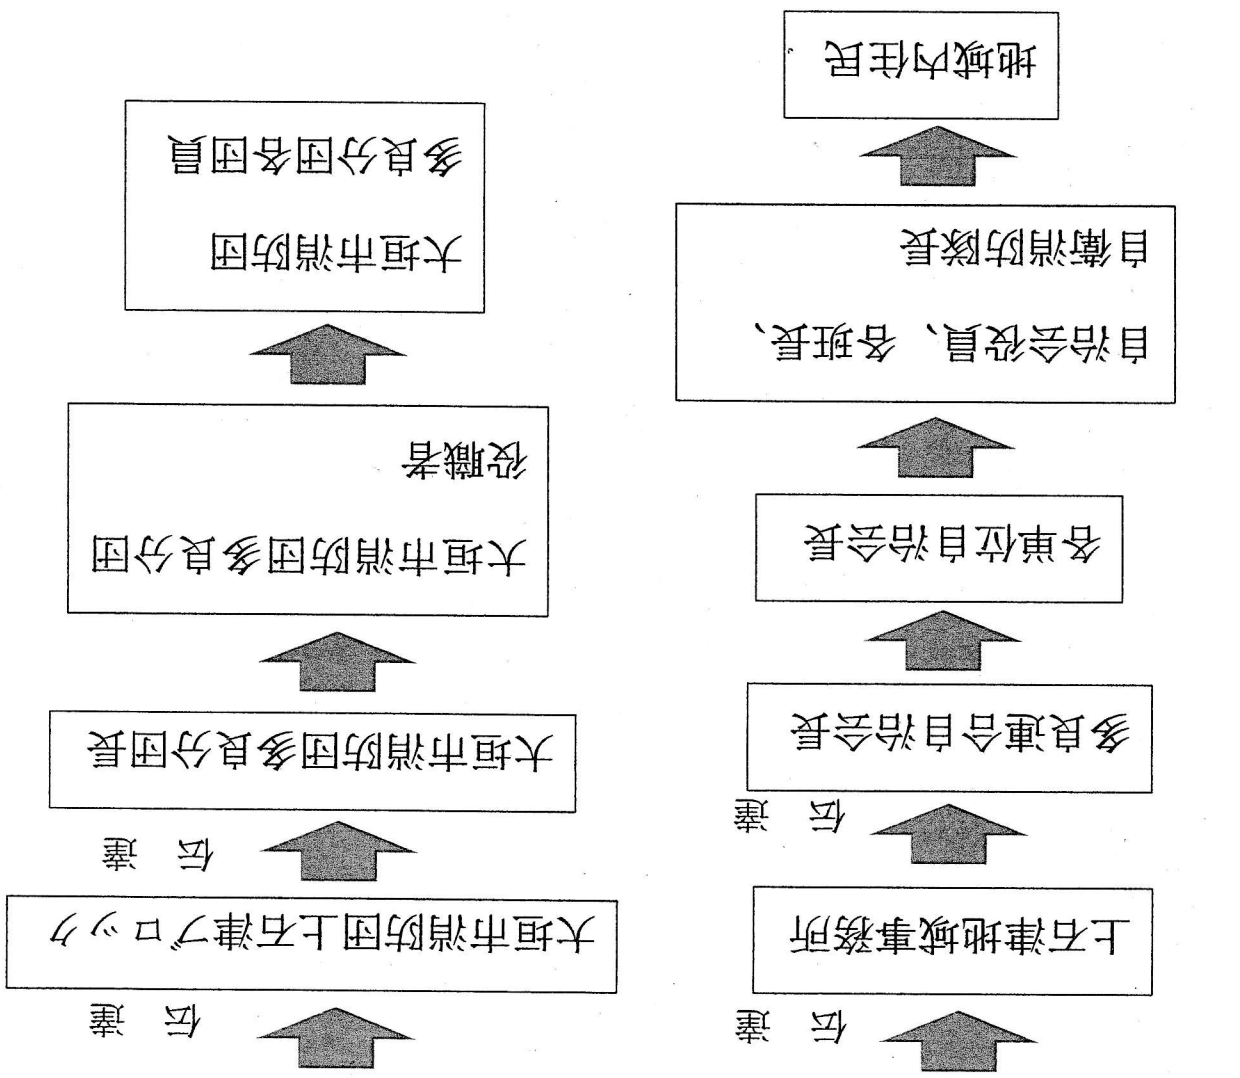 伝　達
上石津地域事務所
伝　達
多良連合自治会長
各単位自治会長
自治会役員、各班長、
自衛消防隊長
地域内住民
伝　達
大垣市消防団上石津ブロック
伝　達
大垣市消防団多良分団長
大垣市消防団多良分団
役職者
大垣市消防団
多良分団各団員